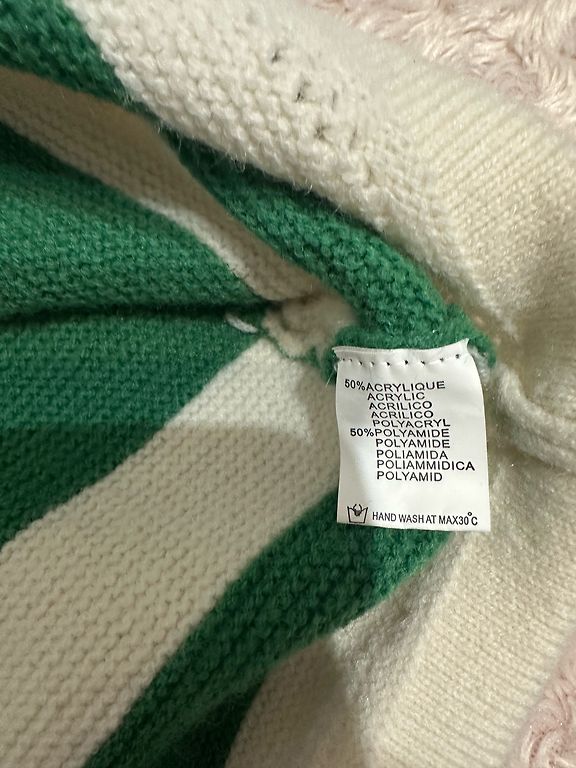 50%ACRYLIQUE
ACRYLIC
ACRILICO
ACRILICO
POLYACRYL
50%POLYAMIDE
POLYAMIDE
POLIAMIDA
POLIAMMIDICA
POLYAMID
HAND WASH AT MAX30°C